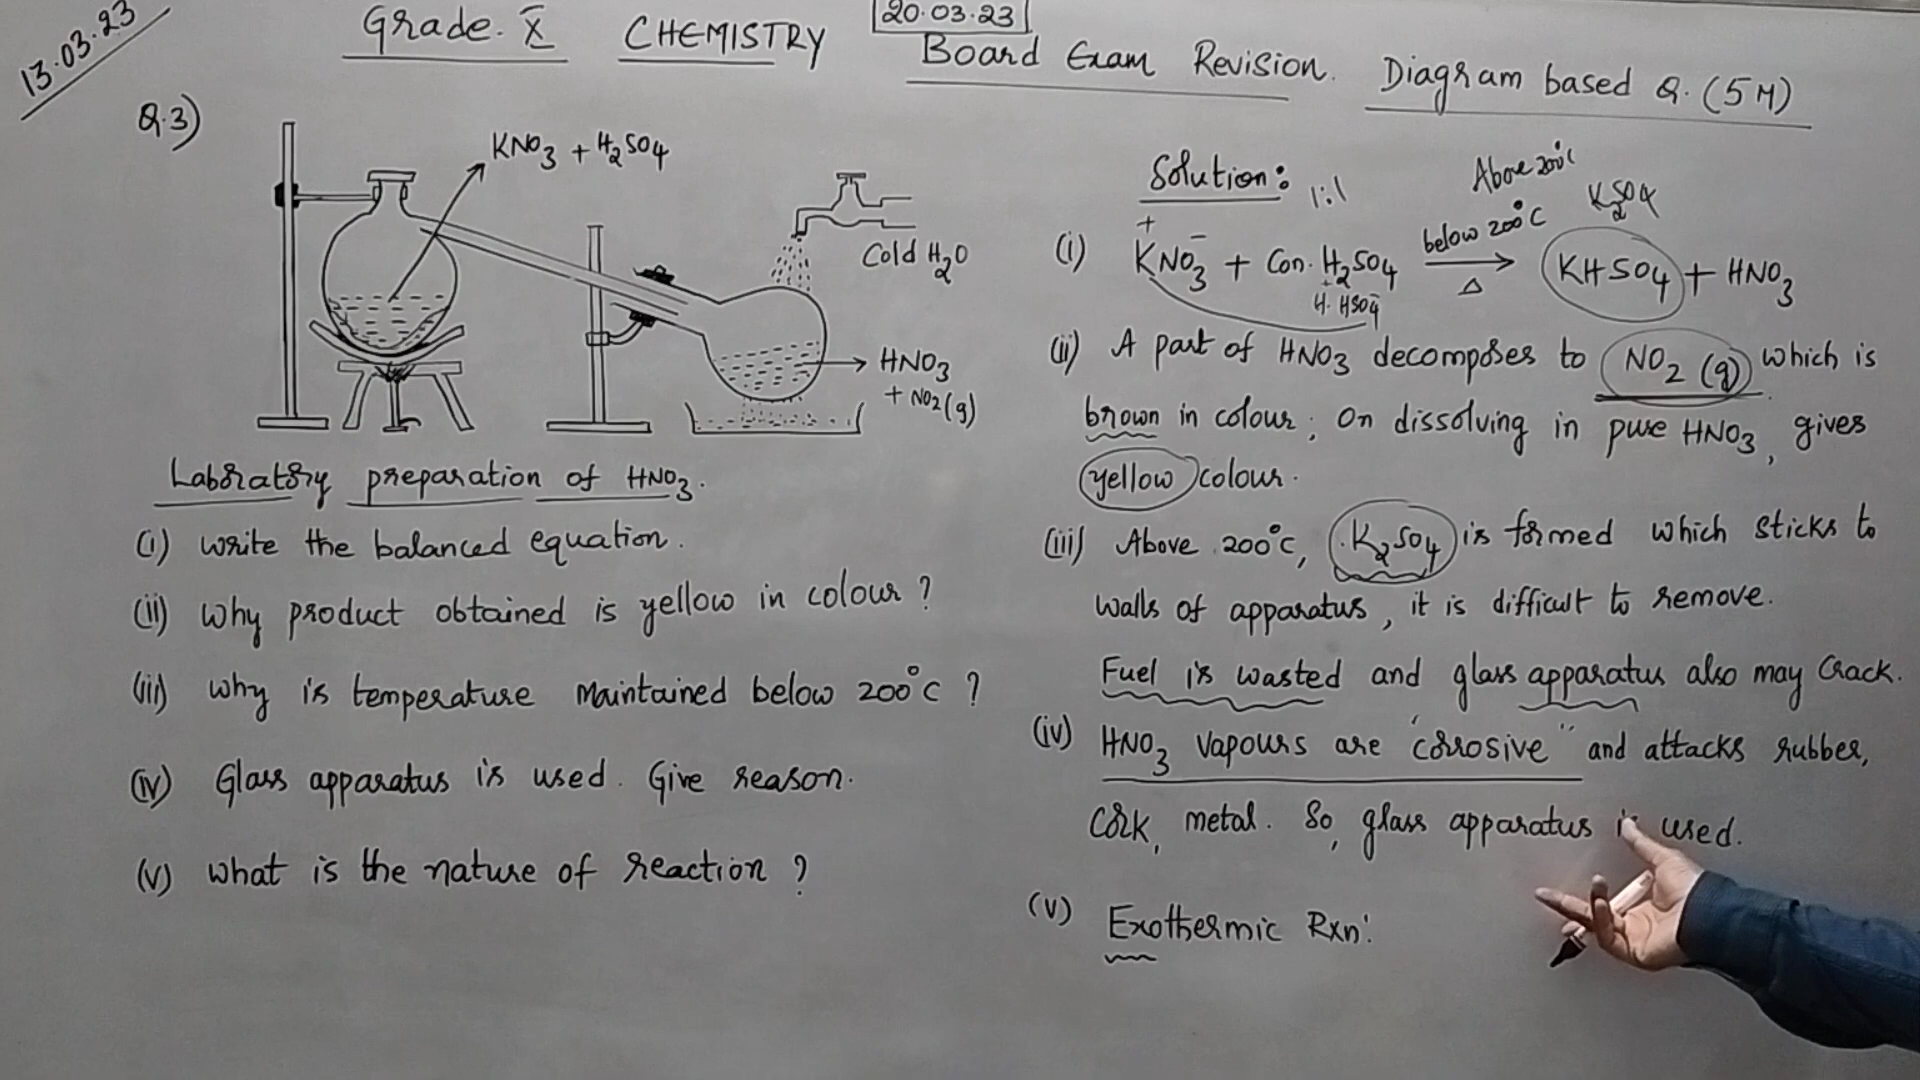 13.03.23
Grade. X CHEMISTRY
20.03.23
Board Exam Revision. Diagram based Q. (5M)
Q.3)
KNO3 + H2SO4
Cold H2O
HNO3
+ NO2(g)
Labratory preparation of HNO3.
(i) write the balanced equation.
(ii) why product obtained is yellow in colour?
(iii) why is temperature maintained below 200°C?
(iv) Glass apparatus is used. Give reason.
(v) what is the nature of reaction?
Solution: 1:1
Above 200°C
K2SO4
below 200°C
(i) K+NO3- + Con. H2SO4 → KHSO4 + HNO3
Δ
H+. HSO4-
(ii) A part of HNO3 decomposes to NO2 (g) which is
brown in colour; On dissolving in pure HNO3, gives
yellow colour.
(iii) Above 200°C, K2SO4 is formed which sticks to
walls of apparatus, it is difficult to remove.
Fuel is wasted and glass apparatus also may crack.
(iv) HNO3 vapours are 'corrosive" and attacks rubber,
cork, metal. So, glass apparatus is used.
(v) Exothermic Rxn: